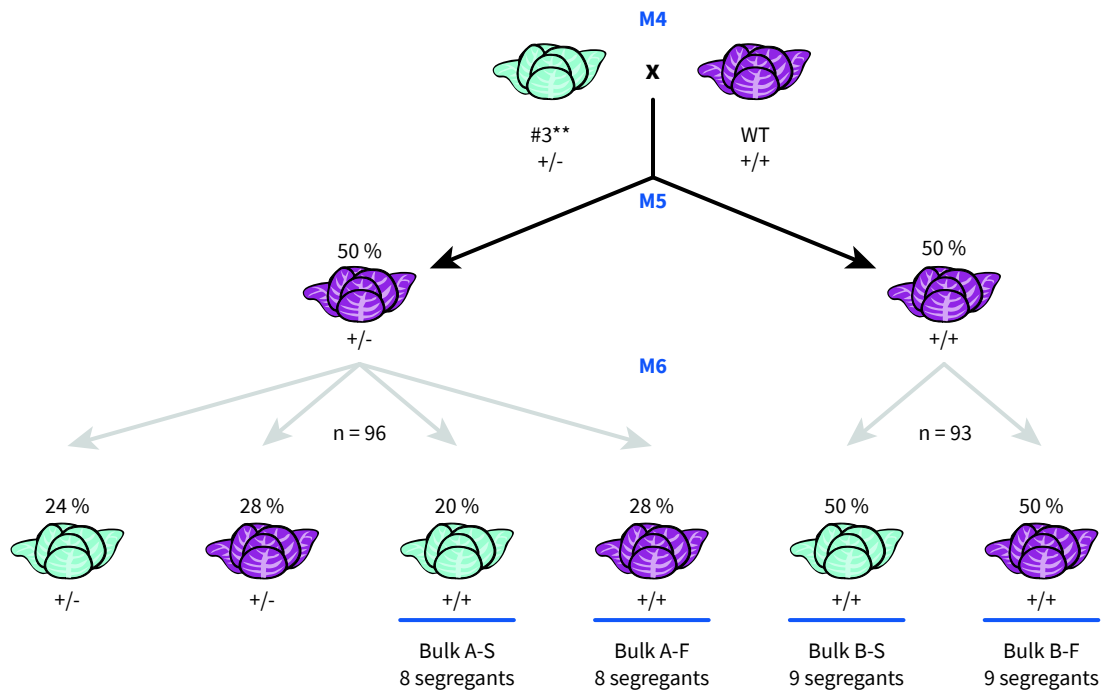 M4
x
#3** WT
+/- +/+
M5
50 % 50 %
+/- +/+
M6
n = 96 n = 93
24 % 28 % 20 % 28 % 50 % 50 %
+/- +/- +/+ +/+ +/+ +/+
Bulk A-S Bulk A-F Bulk B-S Bulk B-F
8 segregants 8 segregants 9 segregants 9 segregants